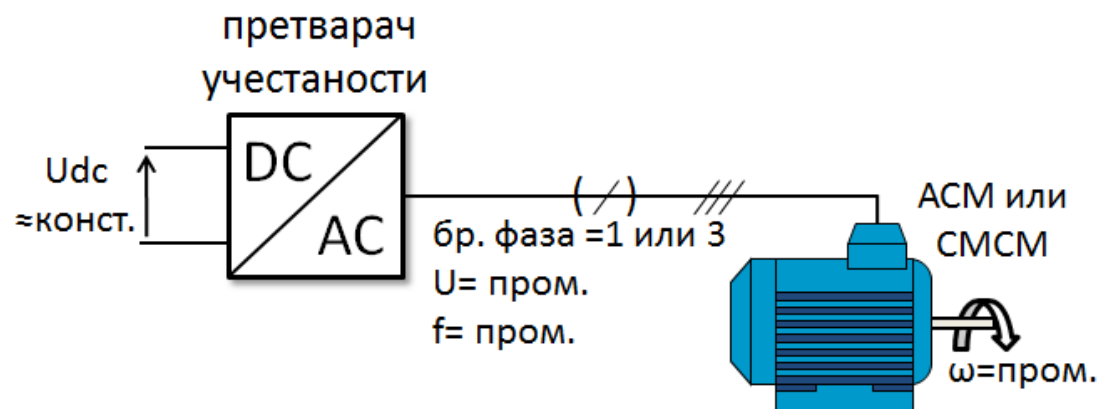 претварач
учестаности
Udc
≈конст.
DC
AC
( / ) ///
бр. фаза =1 или 3
U= пром.
f= пром.
АСМ или
СМСМ
ω=пром.